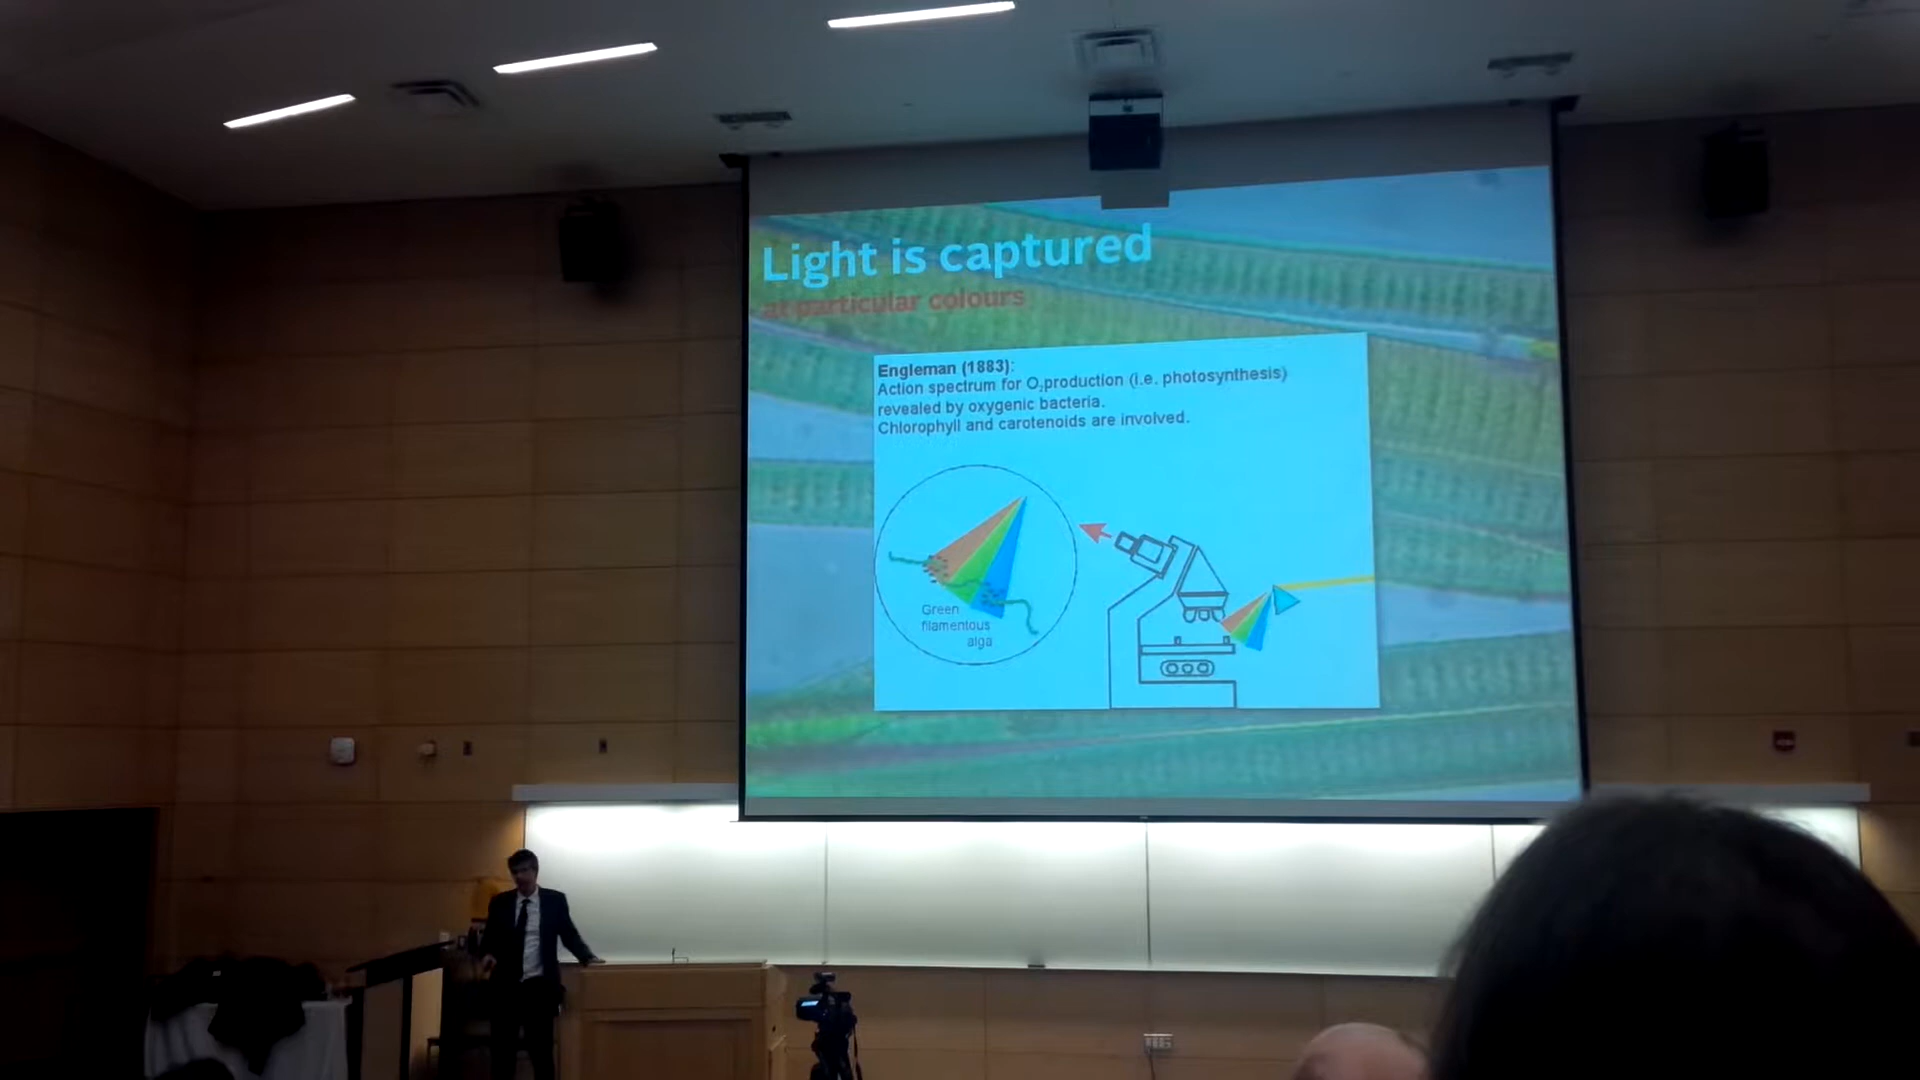 Light is captured
at particular colours
Engleman (1883):
Action spectrum for O₂production (i.e. photosynthesis)
revealed by oxygenic bacteria.
Chlorophyll and carotenoids are involved.
Green
filamentous
alga